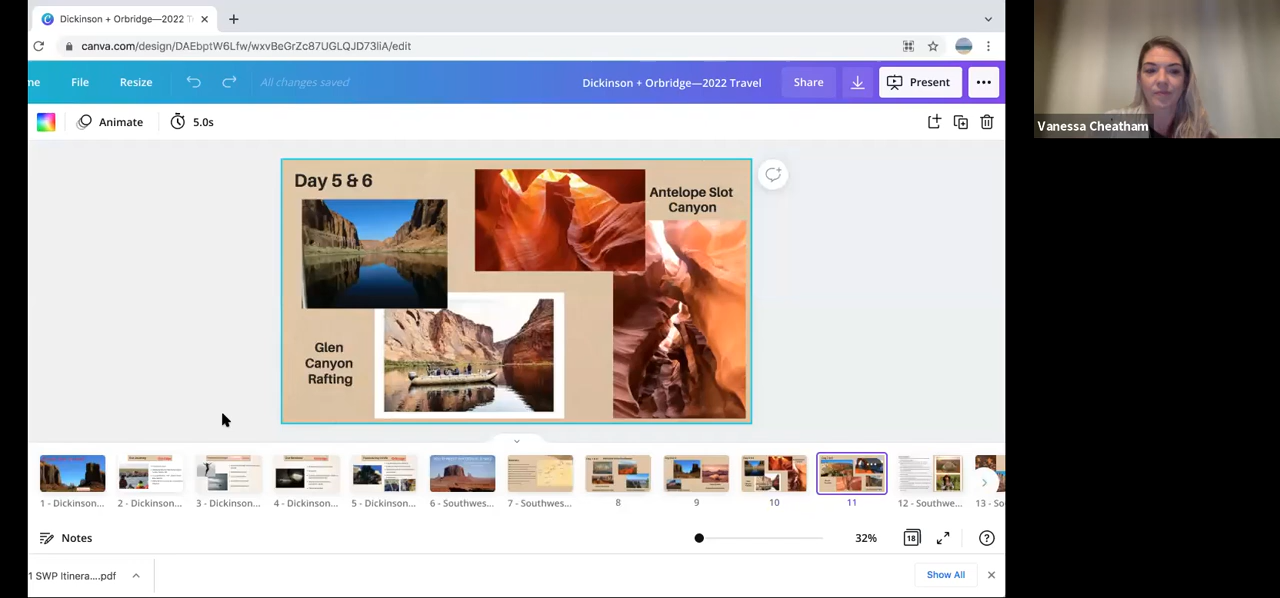 Dickinson + Orbridge—2022 T
canva.com/design/DAEbptW6Lfw/wxvBeGrZc87UGLQJD73liA/edit
me
File
Resize
All changes saved
Dickinson + Orbridge—2022 Travel
Share
Present
Animate
5.0s
Day 5 & 6
Antelope Slot
Canyon
Glen
Canyon
Rafting
1 - Dickinson...
2 - Dickinson...
3 - Dickinson...
4 - Dickinson...
5 - Dickinson...
6 - Southwes...
7 - Southwes...
8
9
10
11
12 - Southwe...
13 - So
Notes
32%
18
1 SWP Itinera....pdf
Show All
Vanessa Cheatham